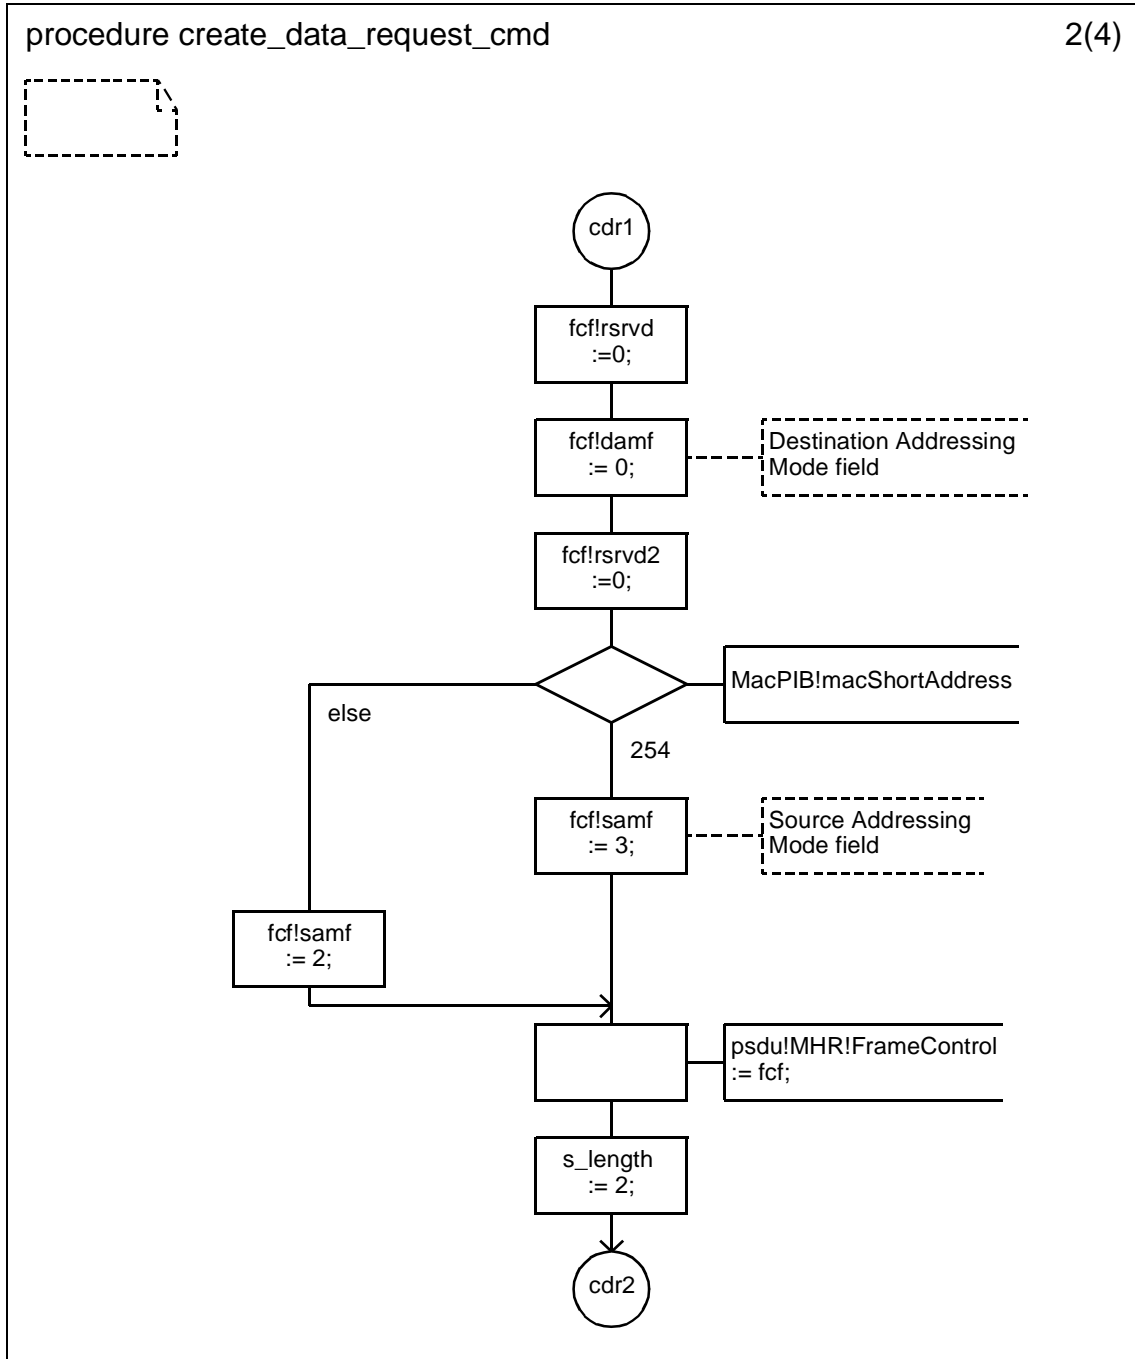 procedure create_data_request_cmd
2(4)
cdr1
fcf!rsrvd
:=0;
fcf!damf
:= 0;
Destination Addressing
Mode field
fcf!rsrvd2
:=0;
MacPIB!macShortAddress
else
254
fcf!samf
:= 3;
Source Addressing
Mode field
fcf!samf
:= 2;
psdu!MHR!FrameControl
:= fcf;
s_length
:= 2;
cdr2